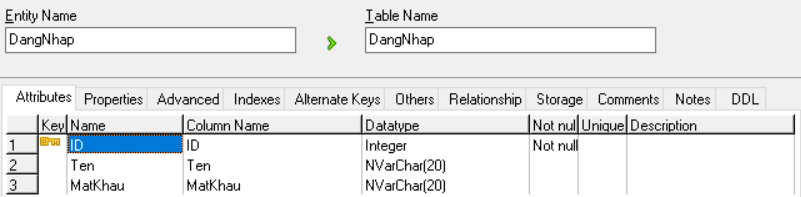 Entity Name Table Name
DangNhap DangNhap
Attributes Properties Advanced Indexes Alternate Keys Others Relationship Storage Comments Notes DDL
Key Name Column Name Datatype Not nul Unique Description
1 ID ID Integer Not null
2 Ten Ten NVarChar(20)
3 MatKhau MatKhau NVarChar(20)